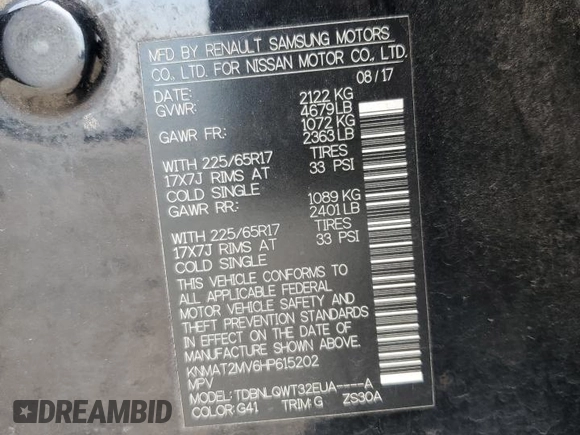 MFD BY RENAULT SAMSUNG MOTORS
CO., LTD. FOR NISSAN MOTOR CO., LTD.
DATE: 08/17
GVWR: 2122 KG
4679 LB
GAWR FR: 1072 KG
2363 LB
WITH 225/65R17 TIRES
17X7J RIMS AT 33 PSI
COLD SINGLE
GAWR RR: 1089 KG
2401 LB
WITH 225/65R17 TIRES
17X7J RIMS AT 33 PSI
COLD SINGLE
THIS VEHICLE CONFORMS TO
ALL APPLICABLE FEDERAL
MOTOR VEHICLE SAFETY AND
THEFT PREVENTION STANDARDS
IN EFFECT ON THE DATE OF
MANUFACTURE SHOWN ABOVE.
KNMAT2MV6HP615202
MPV
MODEL: TDBNLQWT32EUA----A
COLOR: G41 TRIM: G ZS30A
DEALERS AUCTION
IDCAR